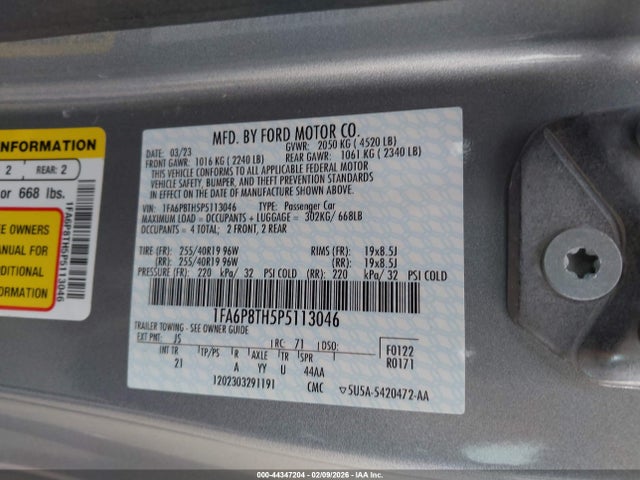 INFORMATION
2 REAR: 2
or 668 lbs.
SEE OWNERS
MANUAL FOR
ADDITIONAL
INFORMATION
1FA6P8TH5P5113046
MFD. BY FORD MOTOR CO.
DATE: 03/23 GVWR: 2050 KG ( 4520 LB)
FRONT GAWR: 1016 KG ( 2240 LB) REAR GAWR: 1061 KG ( 2340 LB)
THIS VEHICLE CONFORMS TO ALL APPLICABLE FEDERAL MOTOR VEHICLE
SAFETY, BUMPER, AND THEFT PREVENTION STANDARDS IN EFFECT ON THE
DATE OF MANUFACTURE SHOWN ABOVE.
VIN: 1FA6P8TH5P5113046 TYPE: Passenger Car
MAXIMUM LOAD = OCCUPANTS + LUGGAGE = 302KG/ 668LB
OCCUPANTS = 4 TOTAL; 2 FRONT, 2 REAR
TIRE (FR): 255/40R19 96W RIMS (FR): 19x8.5J
(RR): 255/40R19 96W (RR): 19x8.5J
PRESSURE (FR): 220 kPa/ 32 PSI COLD (RR): 220 kPa/ 32 PSI COLD
1FA6P8TH5P5113046
TRAILER TOWING - SEE OWNER GUIDE
EXT PNT: JS RC: 71 DSO:
INT TR TP/PS R AXLE TR SPR
21 A U 44AA
F0122
R0171
1202303291191 CMC 5U5A-S420472-AA
000-44347204 - 02/09/2026 - IAA Inc.